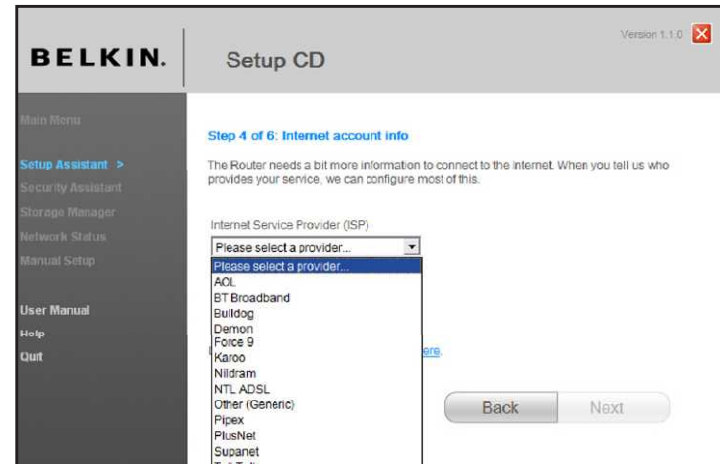 BELKIN.
Setup CD
Version 1.1.0
Main Menu
Setup Assistant >
Security Assistant
Storage Manager
Network Status
Manual Setup
User Manual
Help
Quit
Step 4 of 6: Internet account info
The Router needs a bit more information to connect to the Internet. When you tell us who
provides your service, we can configure most of this.
Internet Service Provider (ISP)
Please select a provider...
Please select a provider...
AOL
BT Broadband
Bulldog
Demon
Force 9
Karoo
Nildram
NTL ADSL
Other (Generic)
Pipex
PlusNet
Supanet
Back
Next